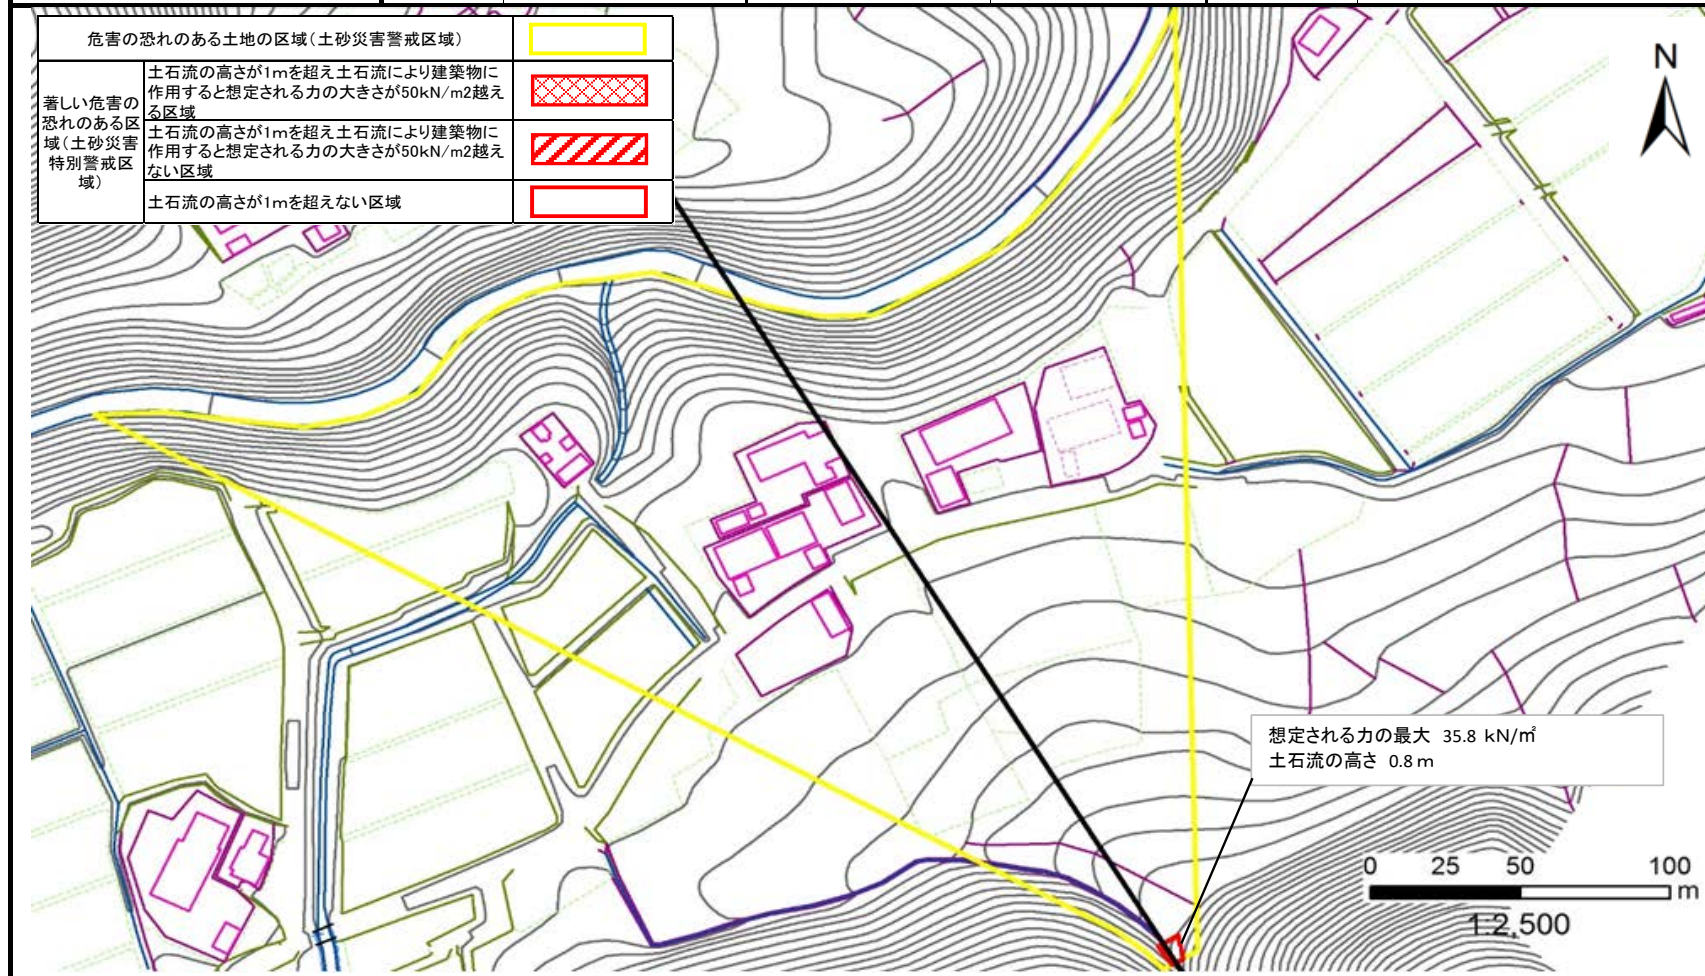 危害の恐れのある土地の区域(土砂災害警戒区域)
著しい危害の
恐れのある区
域(土砂災害
特別警戒区
域)
土石流の高さが1mを超え土石流により建築物に
作用すると想定される力の大きさが50kN/m2越え
る区域
土石流の高さが1mを超え土石流により建築物に
作用すると想定される力の大きさが50kN/m2越え
ない区域
土石流の高さが1mを超えない区域
N
想定される力の最大 35.8 kN/㎡
土石流の高さ 0.8 m
0 25 50 100
m
1:2,500